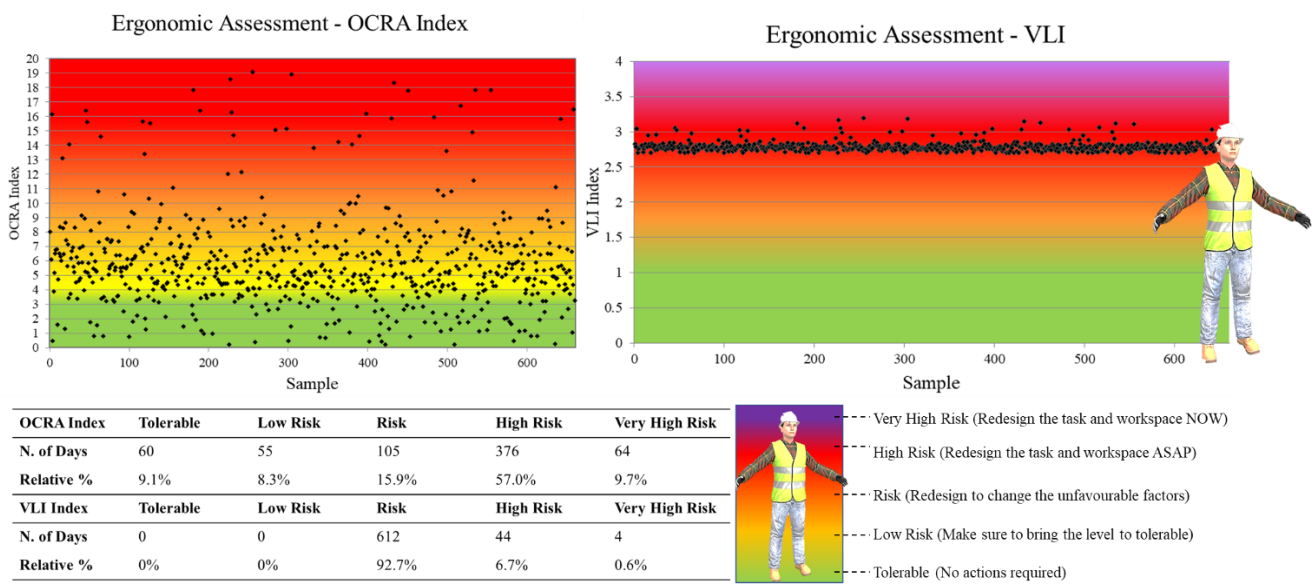 Ergonomic Assessment - OCRA Index
OCRA Index
20
19
18
17
16
15
14
13
12
11
10
9
8
7
6
5
4
3
2
1
0
0 100 200 300 400 500 600
Sample
Ergonomic Assessment - VLI
VLI Index
4
3.5
3
2.5
2
1.5
1
0.5
0
0 100 200 300 400 500 600
Sample
OCRA Index Tolerable Low Risk Risk High Risk Very High Risk
N. of Days 60 55 105 376 64
Relative % 9.1% 8.3% 15.9% 57.0% 9.7%
VLI Index Tolerable Low Risk Risk High Risk Very High Risk
N. of Days 0 0 612 44 4
Relative % 0% 0% 92.7% 6.7% 0.6%
Very High Risk (Redesign the task and workspace NOW)
High Risk (Redesign the task and workspace ASAP)
Risk (Redesign to change the unfavourable factors)
Low Risk (Make sure to bring the level to tolerable)
Tolerable (No actions required)